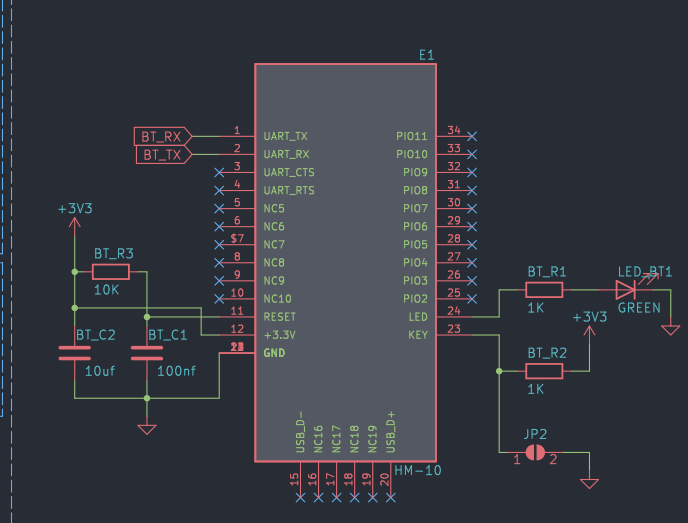 E1
BT_RX 1 UART_TX PIO11 34
BT_TX 2 UART_RX PIO10 33
3 UART_CTS PIO9 32
4 UART_RTS PIO8 31
+3V3 5 NC5 PIO7 30
6 NC6 PIO6 29
$7 NC7 PIO5 28
BT_R3 8 NC8 PIO4 27
10K 9 NC9 PIO3 26 BT_R1 LED_BT1
10 NC10 PIO2 25 1K GREEN
11 RESET LED 24 +3V3
BT_C2 BT_C1 12 +3.3V KEY 23
GND BT_R2
10uf 100nf 1K
USB_D- NC16 NC17 NC18 NC19 USB_D+ JP2
1 2
HM-10
15 16 17 18 19 20